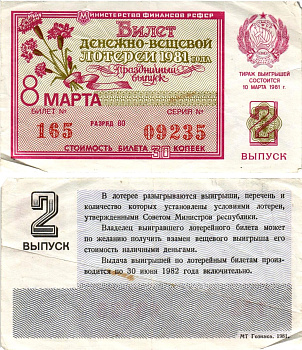 Министерство финансов РСФСР
Билет
денежно-вещевой
лотереи 1981 года
Праздничный
выпуск
8 МАРТА
ТИРАЖ ВЫИГРЫШЕЙ
СОСТОИТСЯ
10 МАРТА 1981 г.
БИЛЕТ № СЕРИЯ №
165 РАЗРЯД 60 09235
2
ВЫПУСК
СТОИМОСТЬ БИЛЕТА 30 КОПЕЕК
2
ВЫПУСК
В лотерее разыгрываются выигрыши, перечень и
количество которых установлены условиями лотереи,
утвержденными Советом Министров республики.
Владелец выигравшего лотерейного билета может
по желанию получить взамен вещевого выигрыша его
стоимость наличными деньгами.
Выдача выигрышей по лотерейным билетам произ-
водится по 30 июня 1982 года включительно.
МТ Гознака. 1981.